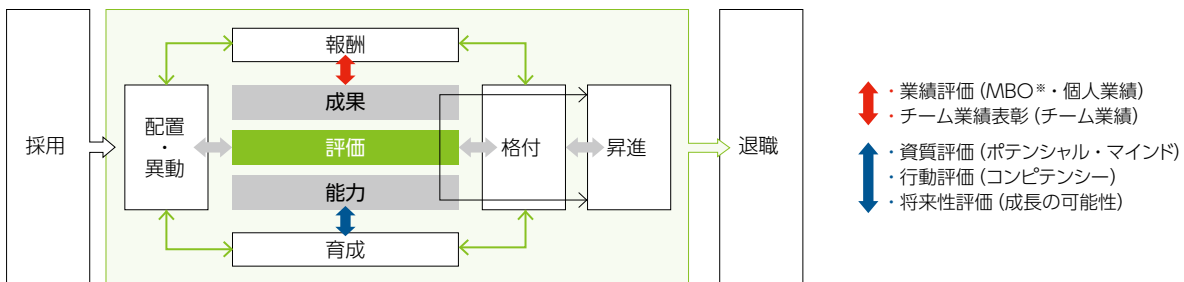 採用
配置
・
異動
報酬
成果
評価
能力
育成
格付
昇進
退職
・業績評価（MBO※・個人業績）
・チーム業績表彰（チーム業績）
・資質評価（ポテンシャル・マインド）
・行動評価（コンピテンシー）
・将来性評価（成長の可能性）